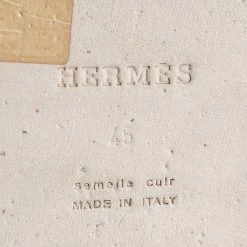 HERMES
45
semelle cuir
MADE IN ITALY